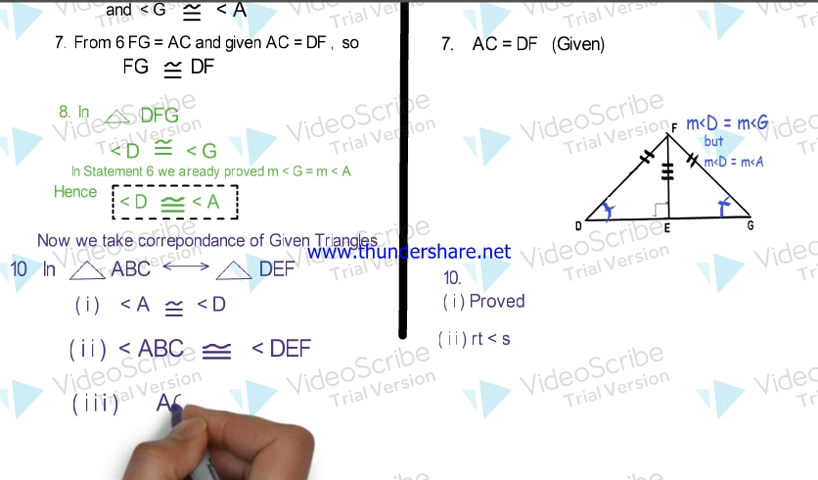 and < G ≅ < A
7. From 6 FG = AC and given AC = DF , so
FG ≅ DF
7. AC = DF (Given)
8. In △ DFG
< D ≅ < G
In Statement 6 we aready proved m < G = m < A
Hence < D ≅ < A
F m<D = m<G
but
m<D = m<A
D E G
Now we take correpondance of Given Triangles
www.thundershare.net
10 In △ ABC ↔ △ DEF
10.
( i ) < A ≅ < D
( i ) Proved
( ii ) < ABC ≅ < DEF
( i i ) rt < s
( iii ) AC
VideoScribe
Trial Version